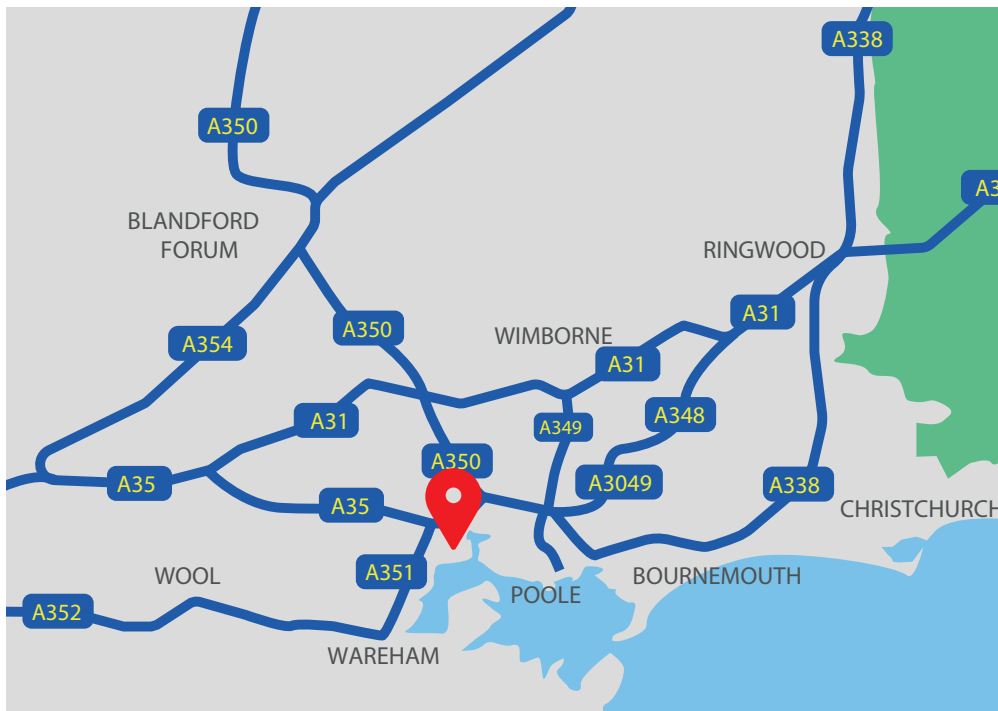 A338
A350
A3
BLANDFORD
FORUM
RINGWOOD
A31
A350
WIMBORNE
A354
A31
A348
A31
A349
A350
A3049
A35
A338
A35
CHRISTCHURCH
A351
WOOL
BOURNEMOUTH
POOLE
A352
WAREHAM